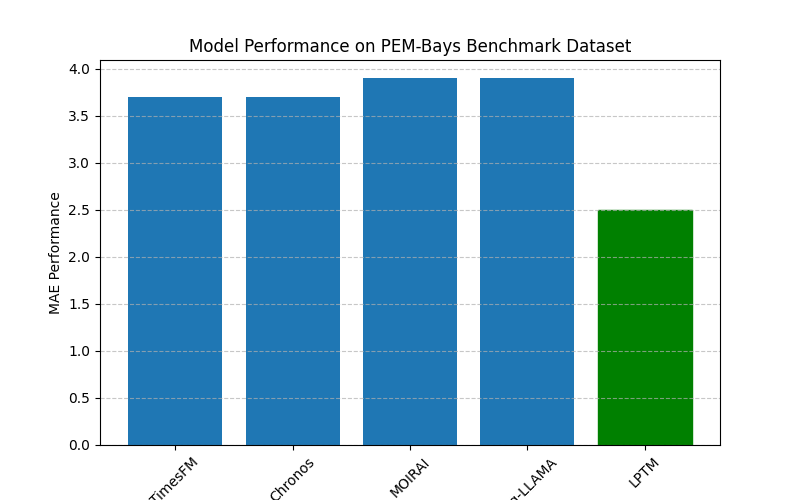 Model Performance on PEM-Bays Benchmark Dataset
MAE Performance
4.0
3.5
3.0
2.5
2.0
1.5
1.0
0.5
0.0
TimesFM
Chronos
MOIRAI
-LLAMA
LPTM